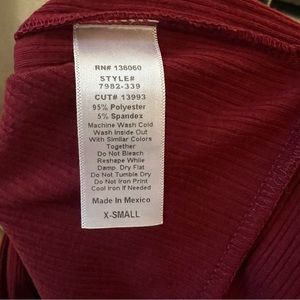 RN# 138060
STYLE#
7982-339
CUT# 13993
95% Polyester
5% Spandex
Machine Wash Cold
Wash Inside Out
With Similar Colors
Together
Do Not Bleach
Reshape While
Damp. Dry Flat
Do Not Tumble Dry
Do Not Iron Print
Cool Iron if Needed
Made In Mexico
X-SMALL